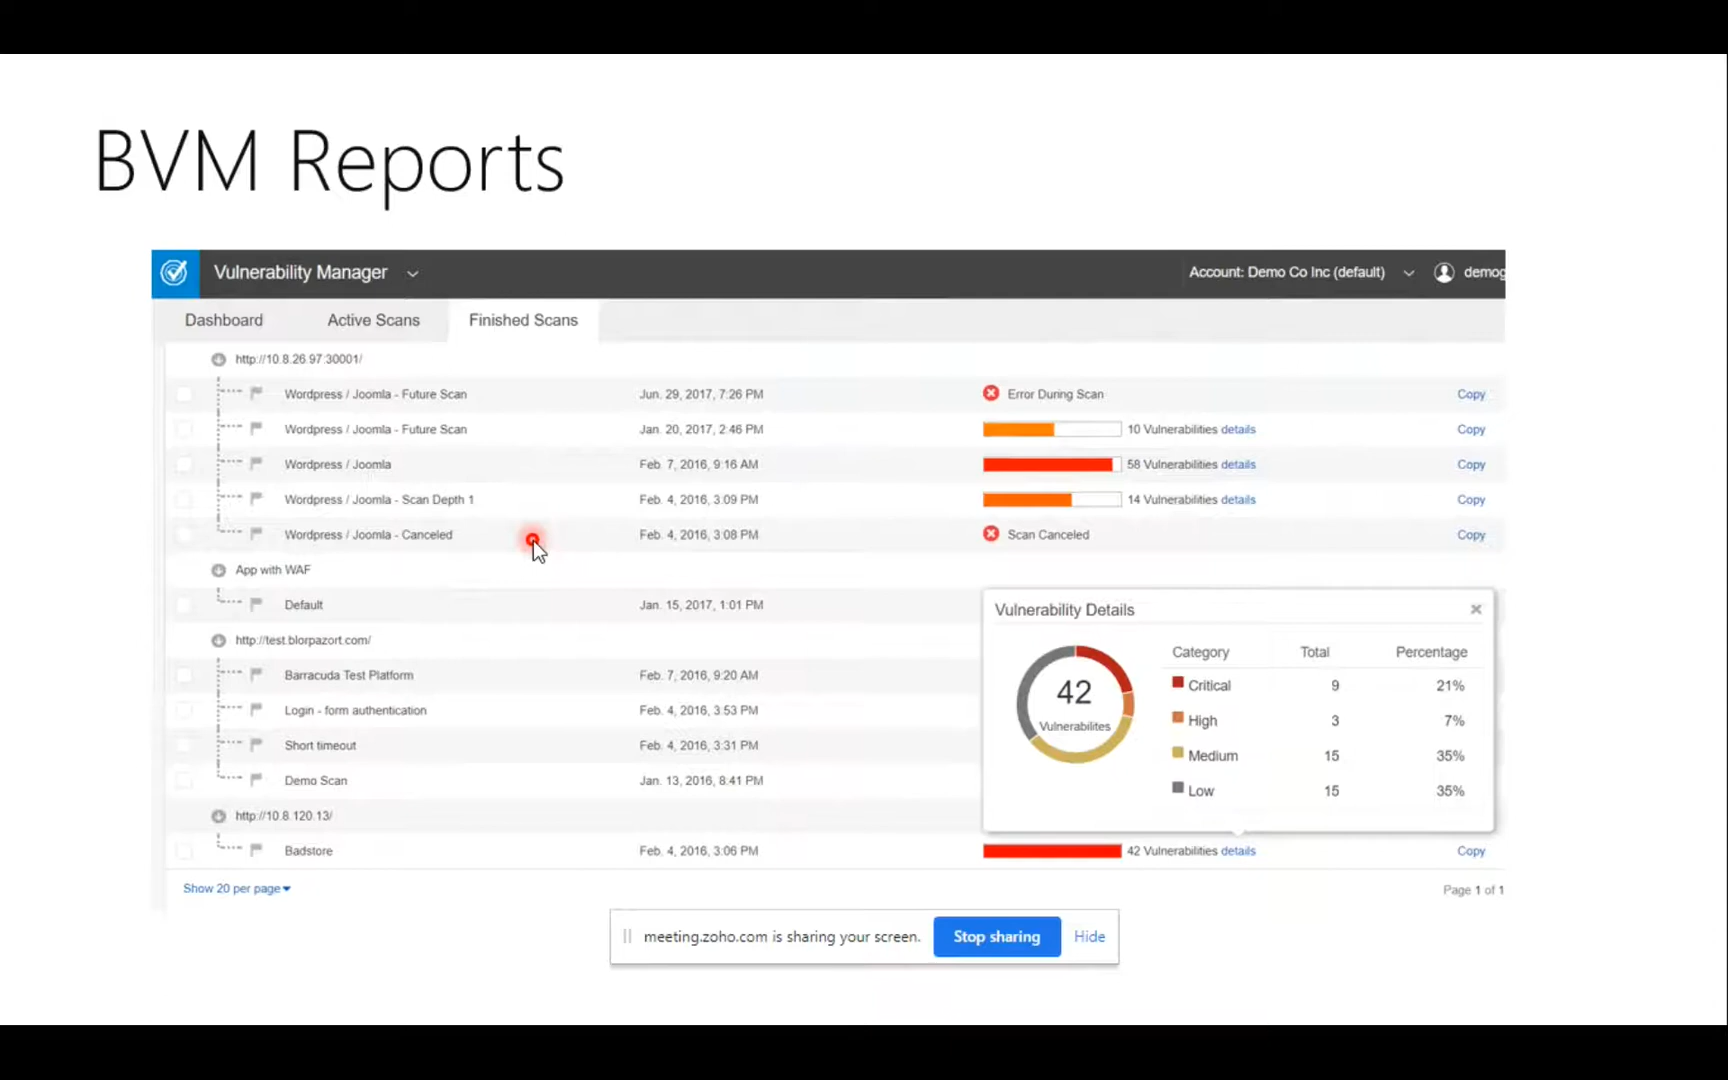 BVM Reports
Vulnerability Manager
Account: Demo Co Inc (default)
Dashboard Active Scans Finished Scans
http://10.8.26.97:30001/
Wordpress / Joomla - Future Scan Jun. 29, 2017, 7:26 PM Error During Scan Copy
Wordpress / Joomla - Future Scan Jan. 20, 2017, 2:46 PM 10 Vulnerabilities details Copy
Wordpress / Joomla Feb. 7, 2016, 9:16 AM 58 Vulnerabilities details Copy
Wordpress / Joomla - Scan Depth 1 Feb. 4, 2016, 3:09 PM 14 Vulnerabilities details Copy
Wordpress / Joomla - Canceled Feb. 4, 2016, 3:08 PM Scan Canceled Copy
App with WAF
Default Jan. 15, 2017, 1:01 PM
http://test.blorpazort.com/
Barracuda Test Platform Feb. 7, 2016, 9:20 AM
Login - form authentication Feb. 4, 2016, 3:53 PM
Short timeout Feb. 4, 2016, 3:31 PM
Demo Scan Jan. 13, 2016, 8:41 PM
http://10.8.120.13/
Badstore Feb. 4, 2016, 3:06 PM 42 Vulnerabilities details Copy
Vulnerability Details
42
Vulnerabilites
Category Total Percentage
Critical 9 21%
High 3 7%
Medium 15 35%
Low 15 35%
Show 20 per page Page 1 of 1
meeting.zoho.com is sharing your screen. Stop sharing Hide